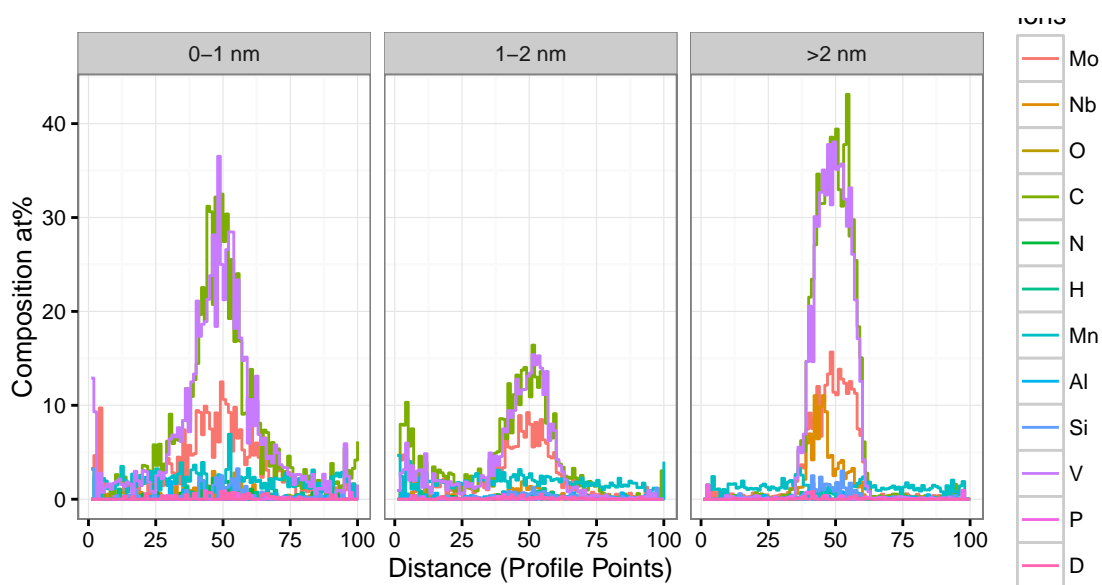 0−1 nm
1−2 nm
>2 nm
Composition at%
40
30
20
10
0
0 25 50 75 100
0 25 50 75 100
0 25 50 75 100
Distance (Profile Points)
Ions
Mo
Nb
O
C
N
H
Mn
Al
Si
V
P
D